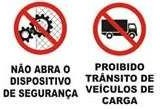 NÃO ABRA O
DISPOSITIVO
DE SEGURANÇA
PROIBIDO
TRÂNSITO DE
VEÍCULOS DE
CARGA